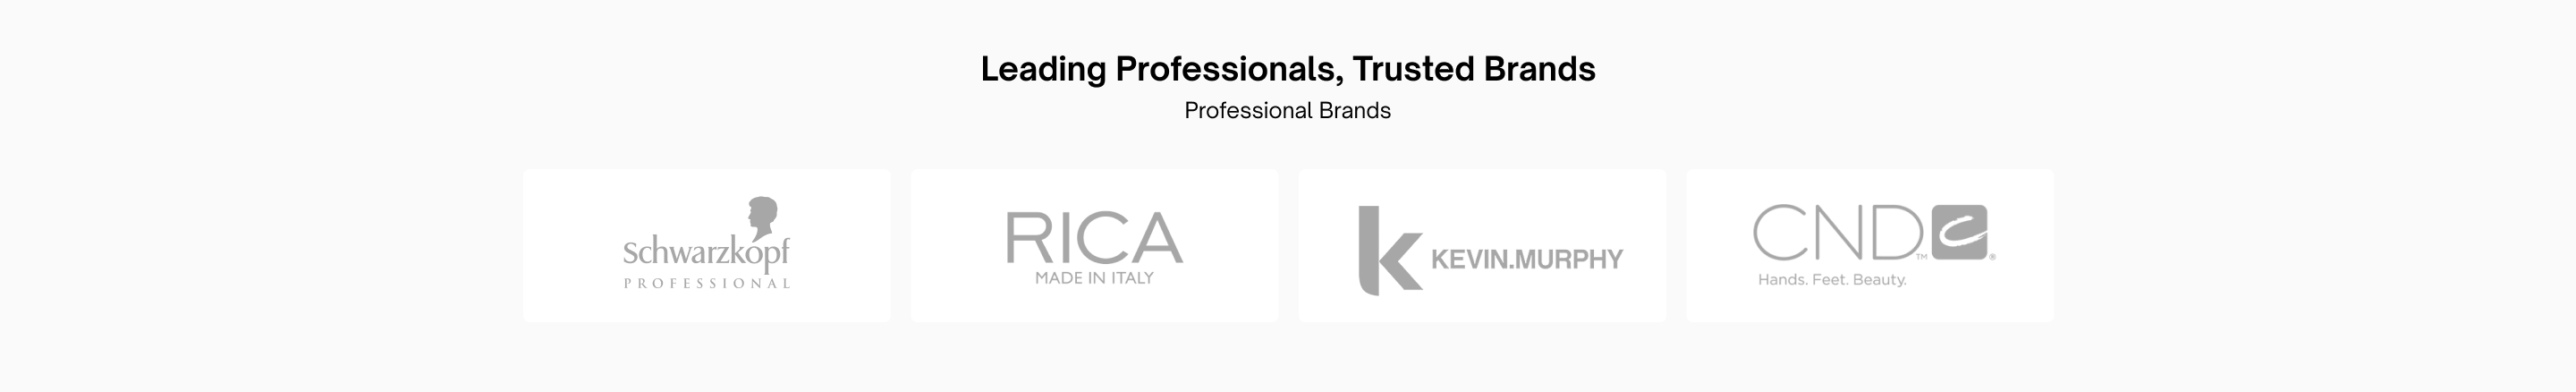 Leading Professionals, Trusted Brands
Professional Brands
Schwarzkopf
PROFESSIONAL
RICA
MADE IN ITALY
k KEVIN.MURPHY
CND™ ®
Hands. Feet. Beauty.